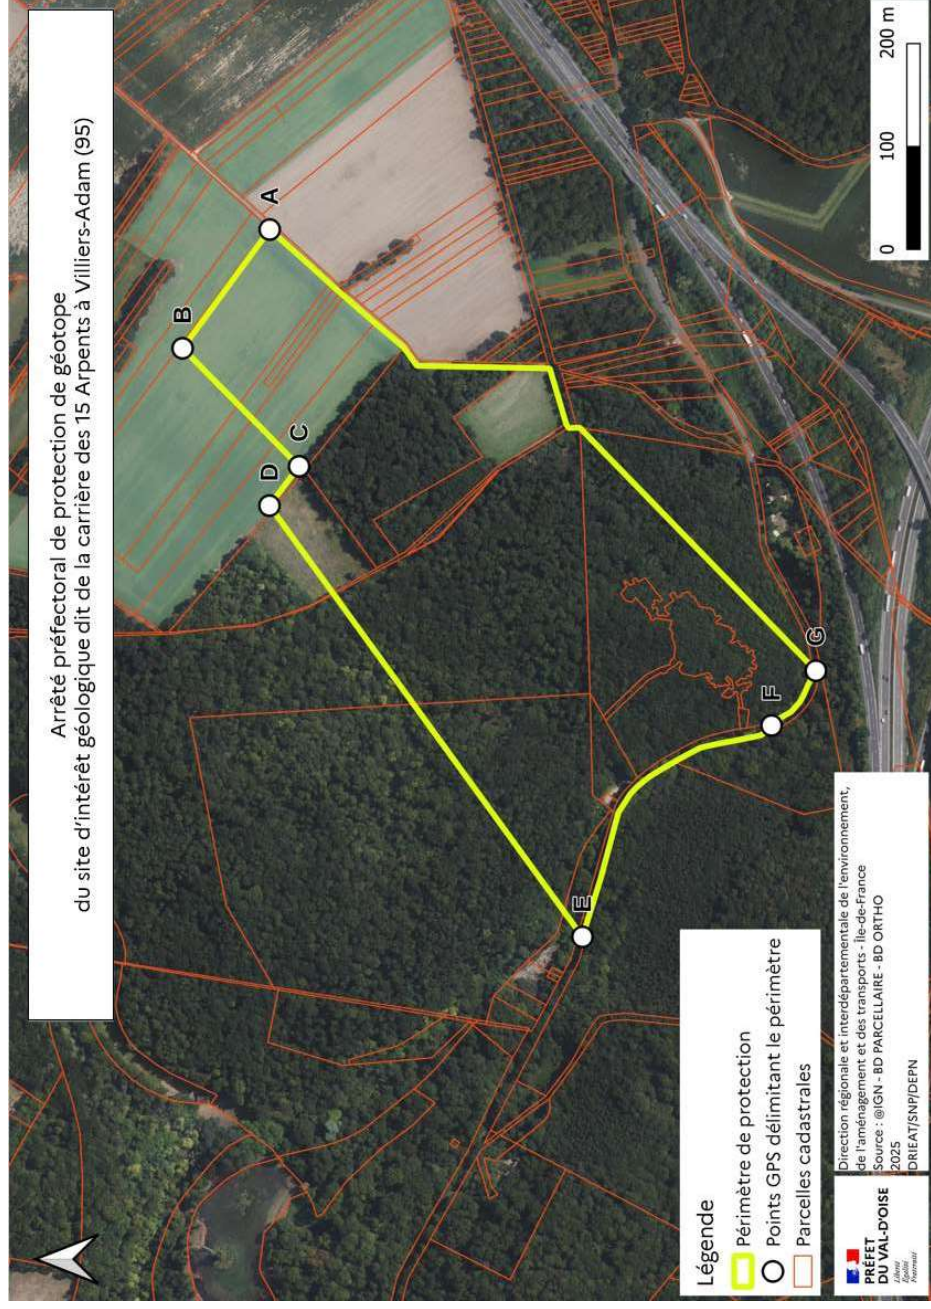 Arrêté préfectoral de protection de géotope
du site d'intérêt géologique dit de la carrière des 15 Arpents à Villiers-Adam (95)
B
A
D
C
E
F
G
Légende
Périmètre de protection
Points GPS délimitant le périmètre
Parcelles cadastrales
PRÉFET
DU VAL-D'OISE
Liberté
Égalité
Fraternité
Direction régionale et interdépartementale de l'environnement,
de l'aménagement et des transports - Île-de-France
Source : @IGN - BD PARCELLAIRE - BD ORTHO
2025
DRIEAT/SNP/DEPN
0 100 200 m